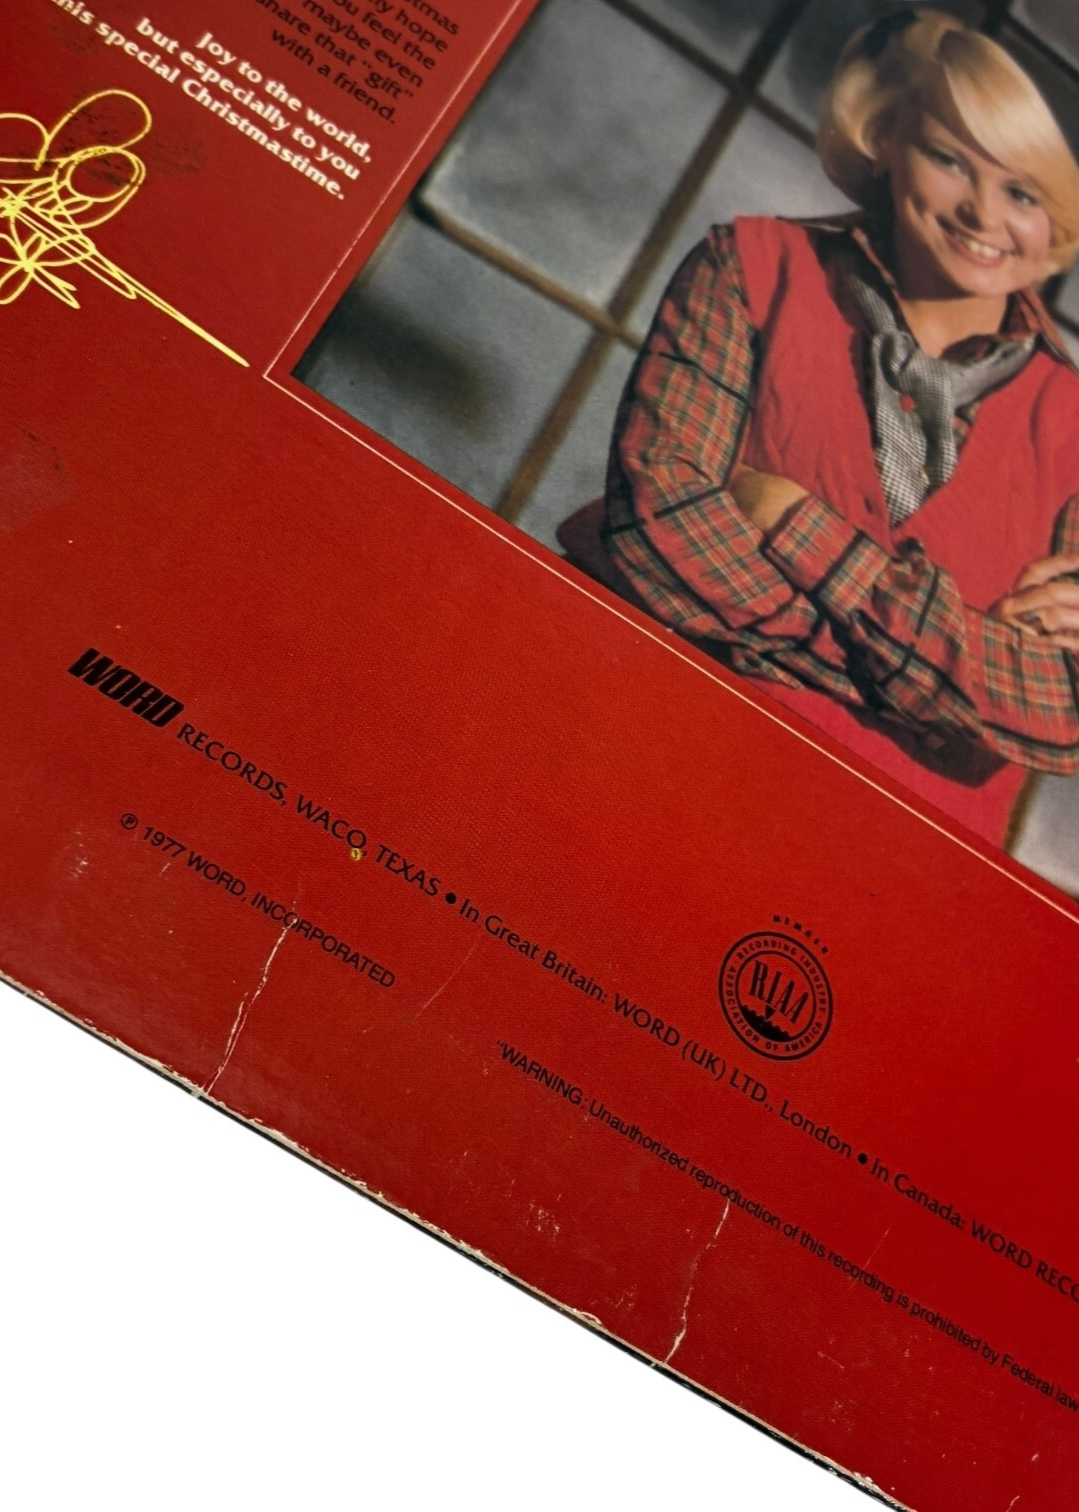 hope
you feel the
maybe even
share that "gift"
with a friend.
Joy to the world,
but especially to you
this special Christmastime.
WORD RECORDS, WACO, TEXAS • In Great Britain: WORD (UK) LTD., London • In Canada: WORD
℗ 1977 WORD, INCORPORATED
MEMBER
RECORDING INDUSTRY ASSOCIATION OF AMERICA
RIAA
"WARNING: Unauthorized reproduction of this recording is prohibited by Federal law